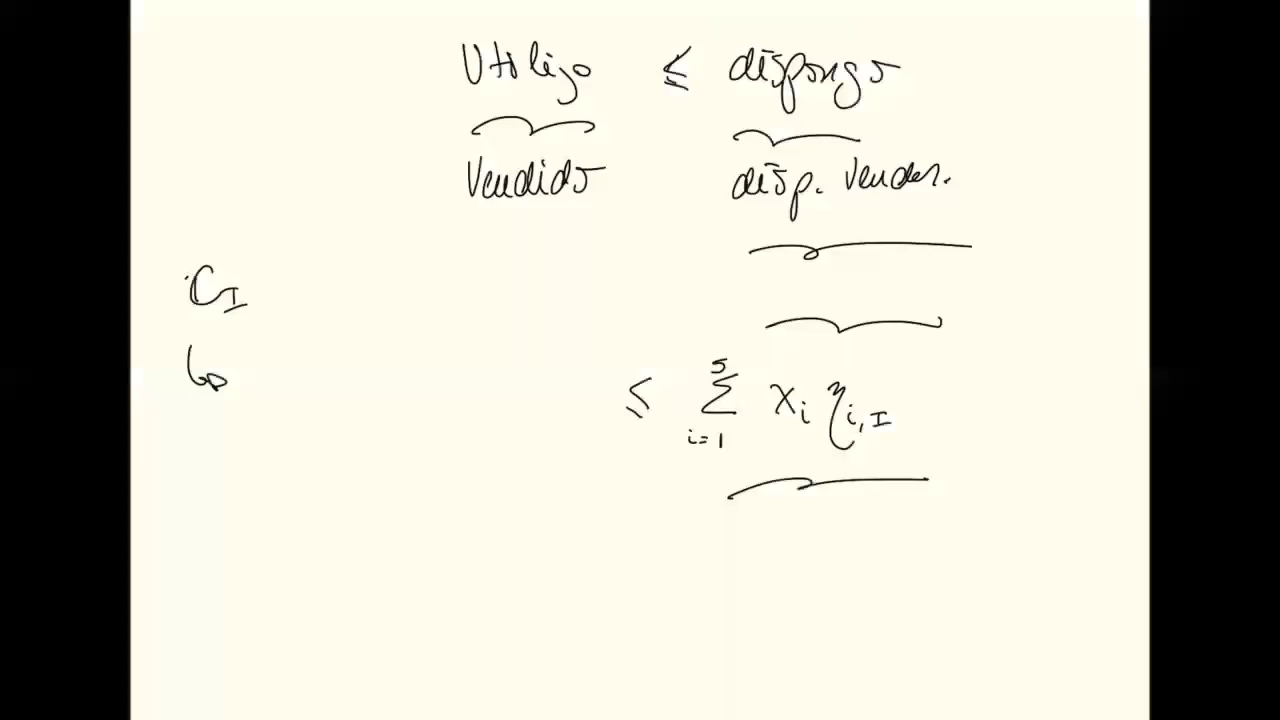 Utilizo ≤ dispongo
Vendido disp. vender.
C_I
≤ ∑_{i=1}^{5} x_i η_{i,I}